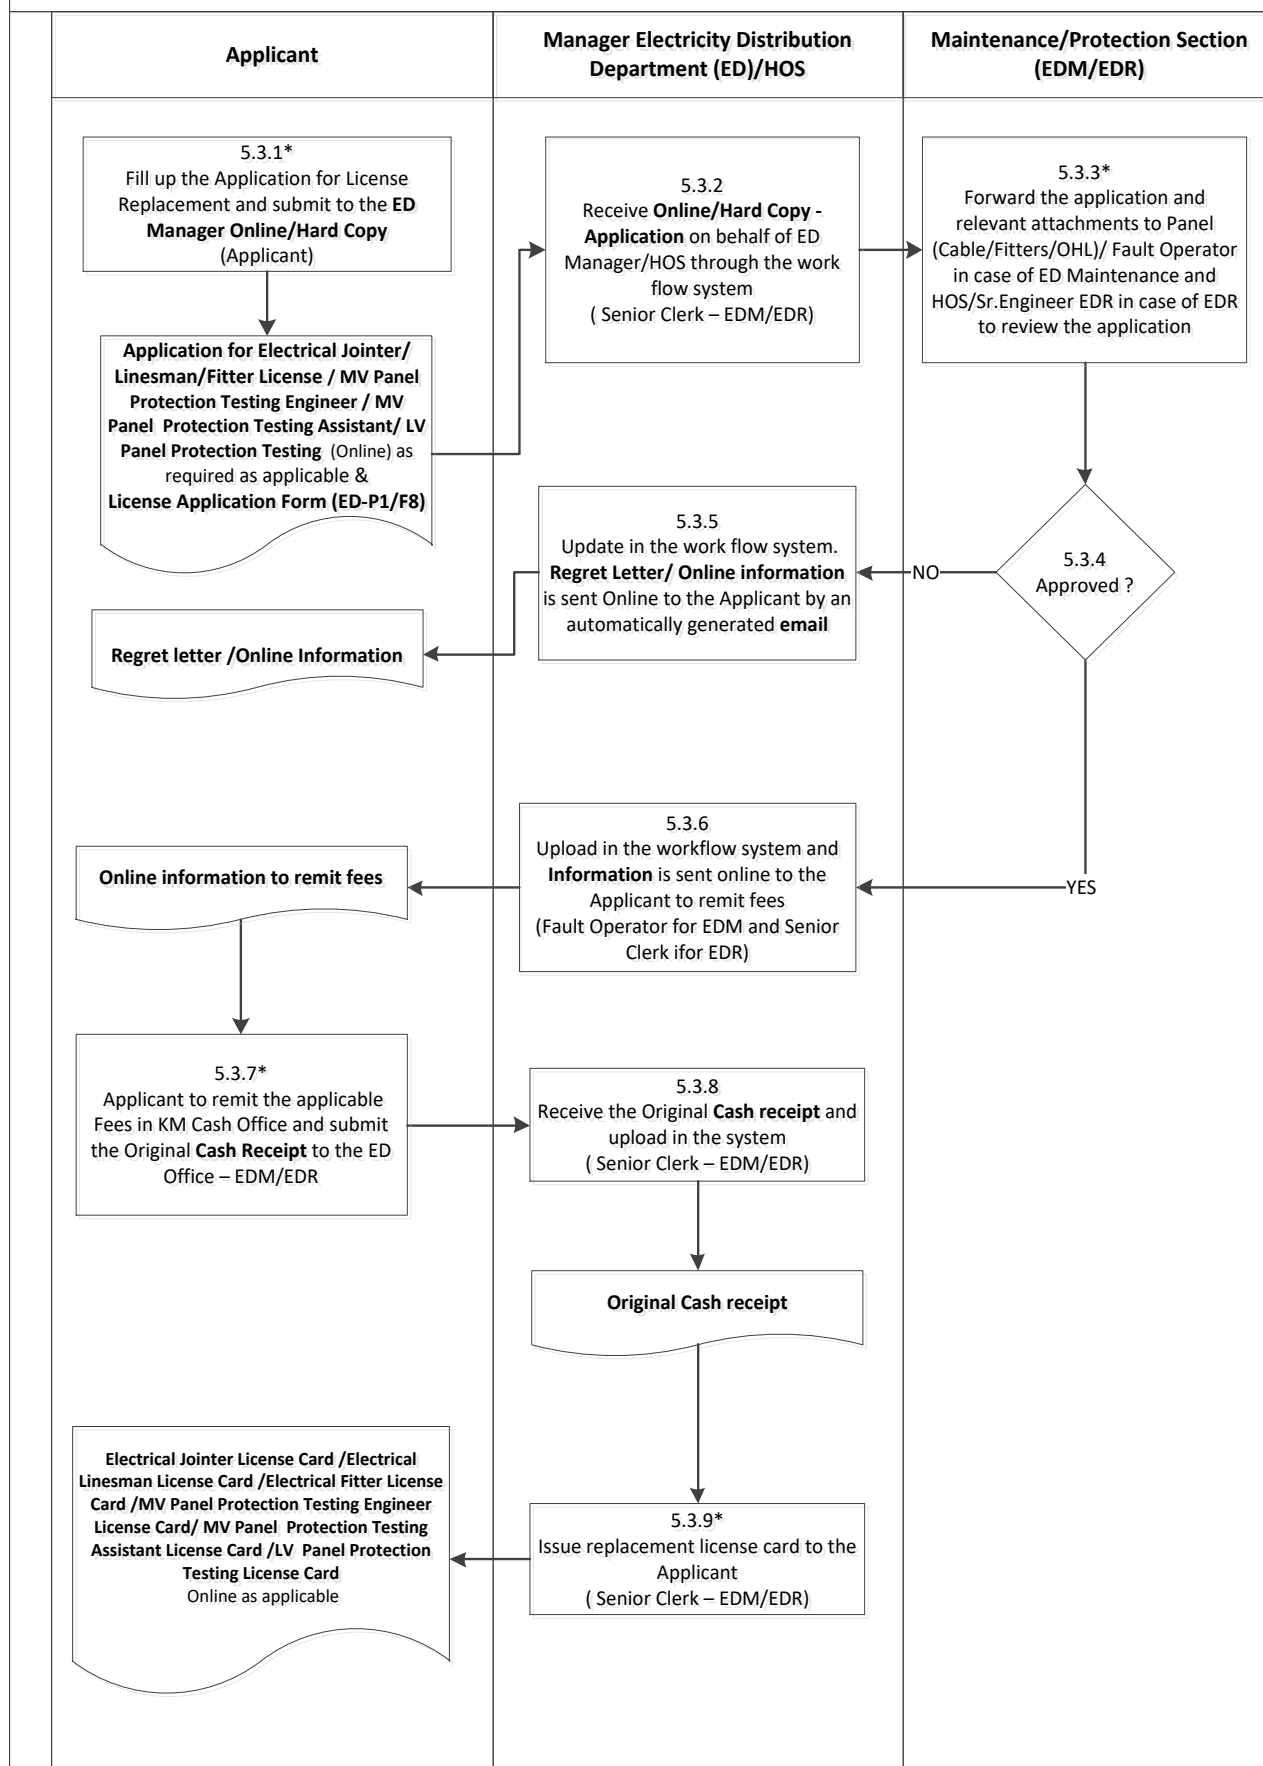 Applicant
Manager Electricity Distribution
Department (ED)/HOS
Maintenance/Protection Section
(EDM/EDR)
5.3.1*
Fill up the Application for License
Replacement and submit to the ED
Manager Online/Hard Copy
(Applicant)
5.3.2
Receive Online/Hard Copy -
Application on behalf of ED
Manager/HOS through the work
flow system
( Senior Clerk – EDM/EDR)
5.3.3*
Forward the application and
relevant attachments to Panel
(Cable/Fitters/OHL)/ Fault Operator
in case of ED Maintenance and
HOS/Sr.Engineer EDR in case of EDR
to review the application
Application for Electrical Jointer/
Linesman/Fitter License / MV Panel
Protection Testing Engineer / MV
Panel Protection Testing Assistant/ LV
Panel Protection Testing (Online) as
required as applicable &
License Application Form (ED-P1/F8)
5.3.4
Approved ?
NO
5.3.5
Update in the work flow system.
Regret Letter/ Online information
is sent Online to the Applicant by an
automatically generated email
Regret letter /Online Information
YES
5.3.6
Upload in the workflow system and
Information is sent online to the
Applicant to remit fees
(Fault Operator for EDM and Senior
Clerk ifor EDR)
Online information to remit fees
5.3.7*
Applicant to remit the applicable
Fees in KM Cash Office and submit
the Original Cash Receipt to the ED
Office – EDM/EDR
5.3.8
Receive the Original Cash receipt and
upload in the system
( Senior Clerk – EDM/EDR)
Original Cash receipt
5.3.9*
Issue replacement license card to the
Applicant
( Senior Clerk – EDM/EDR)
Electrical Jointer License Card /Electrical
Linesman License Card /Electrical Fitter License
Card /MV Panel Protection Testing Engineer
License Card/ MV Panel Protection Testing
Assistant License Card /LV Panel Protection
Testing License Card
Online as applicable